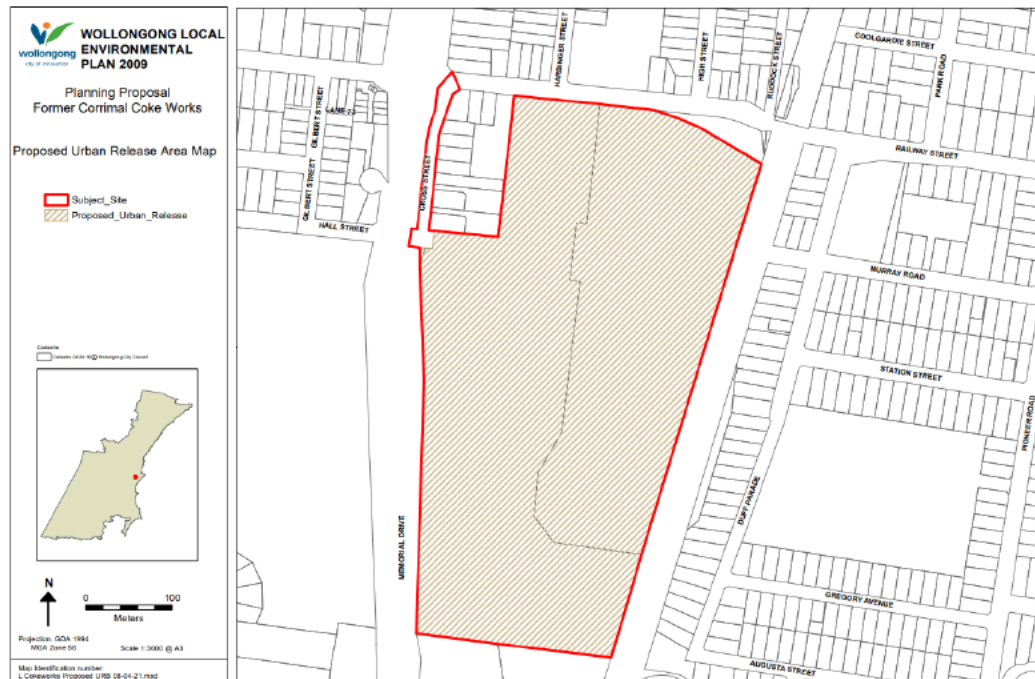 wollongong
city of innovation
WOLLONGONG LOCAL
ENVIRONMENTAL
PLAN 2009
Planning Proposal
Former Corrimal Coke Works
Proposed Urban Release Area Map
Subject_Site
Proposed_Urban_Release
Cadastre
N
0 100
Meters
Projection: GDA 1994
MGA Zone 56
Scale 1:3000 @ A3
Map Identification number:
L Cokeworks Proposed URB 08-04-21.mxd
GILBERT STREET
LANE 73
GILBERT STREET
HALL STREET
CROSS STREET
HARBINGER STREET
HIGH STREET
RUDDOCK STREET
COOLGARDIE STREET
PARK ROAD
RAILWAY STREET
MURRAY ROAD
STATION STREET
PIONEER ROAD
DUFF PARADE
MEMORIAL DRIVE
GREGORY AVENUE
AUGUSTA STREET